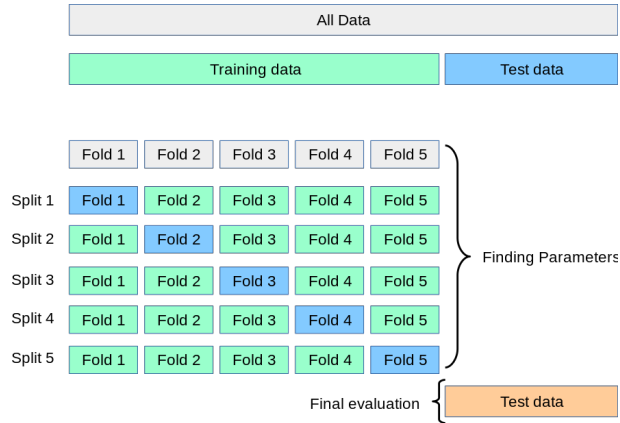 All Data
Training data Test data
Fold 1 Fold 2 Fold 3 Fold 4 Fold 5
Split 1 Fold 1 Fold 2 Fold 3 Fold 4 Fold 5
Split 2 Fold 1 Fold 2 Fold 3 Fold 4 Fold 5
Finding Parameters
Split 3 Fold 1 Fold 2 Fold 3 Fold 4 Fold 5
Split 4 Fold 1 Fold 2 Fold 3 Fold 4 Fold 5
Split 5 Fold 1 Fold 2 Fold 3 Fold 4 Fold 5
Final evaluation Test data